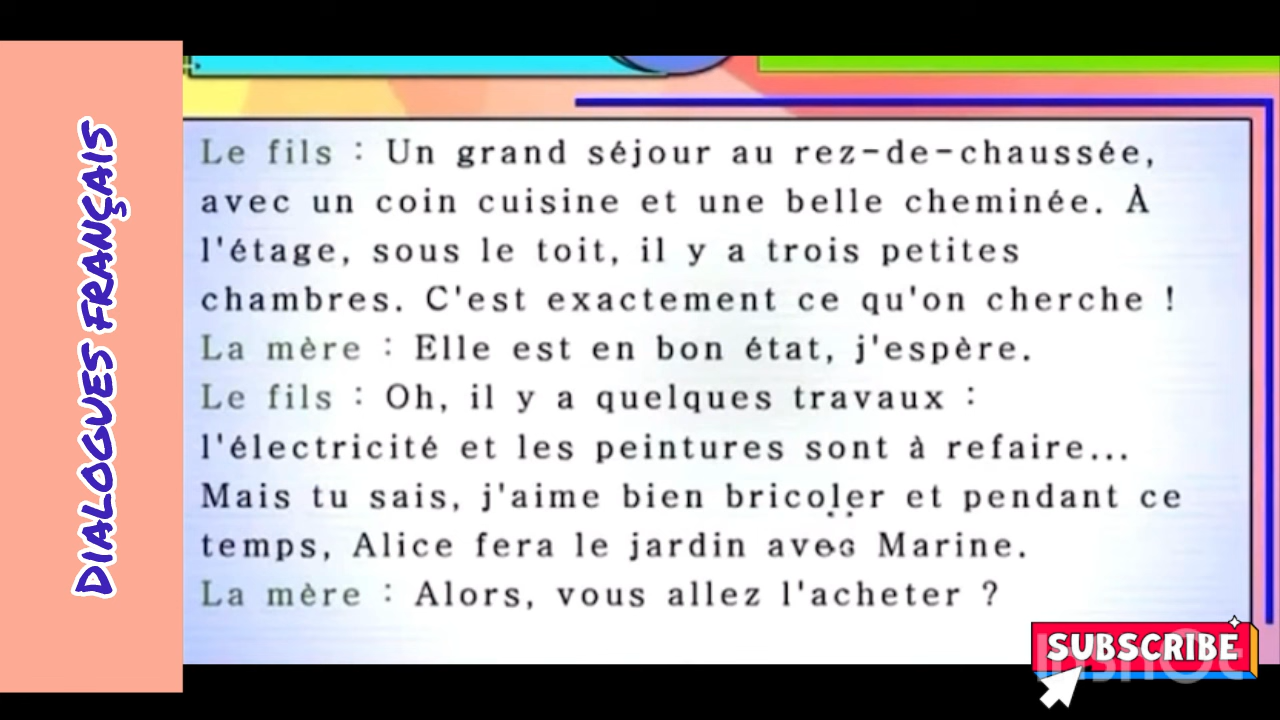 DIALOGUES FRANÇAIS
Le fils : Un grand séjour au rez-de-chaussée,
avec un coin cuisine et une belle cheminée. À
l'étage, sous le toit, il y a trois petites
chambres. C'est exactement ce qu'on cherche !
La mère : Elle est en bon état, j'espère.
Le fils : Oh, il y a quelques travaux :
l'électricité et les peintures sont à refaire...
Mais tu sais, j'aime bien bricoler et pendant ce
temps, Alice fera le jardin avec Marine.
La mère : Alors, vous allez l'acheter ?
SUBSCRIBE